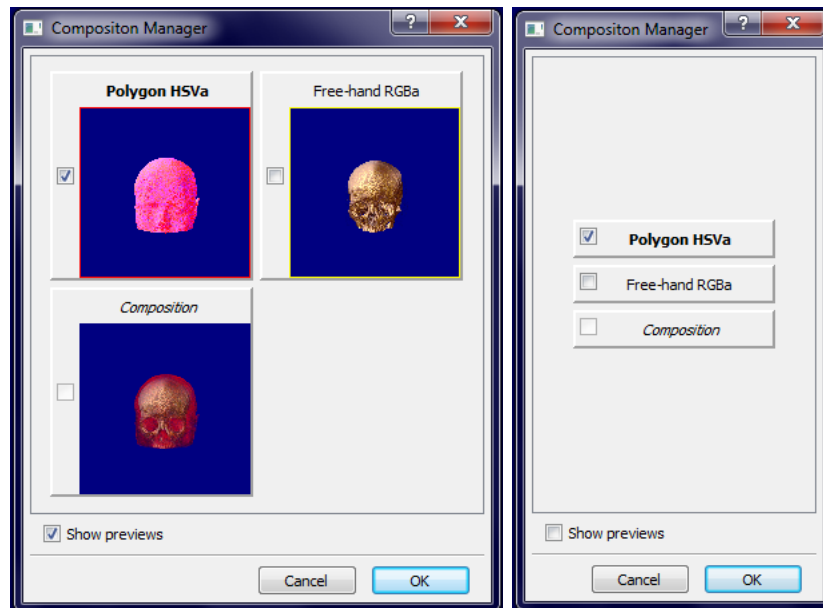 Compositon Manager
?
X
Polygon HSVa
Free-hand RGBa
Composition
Show previews
Cancel
OK
Compositon Manager
?
X
Polygon HSVa
Free-hand RGBa
Composition
Show previews
Cancel
OK